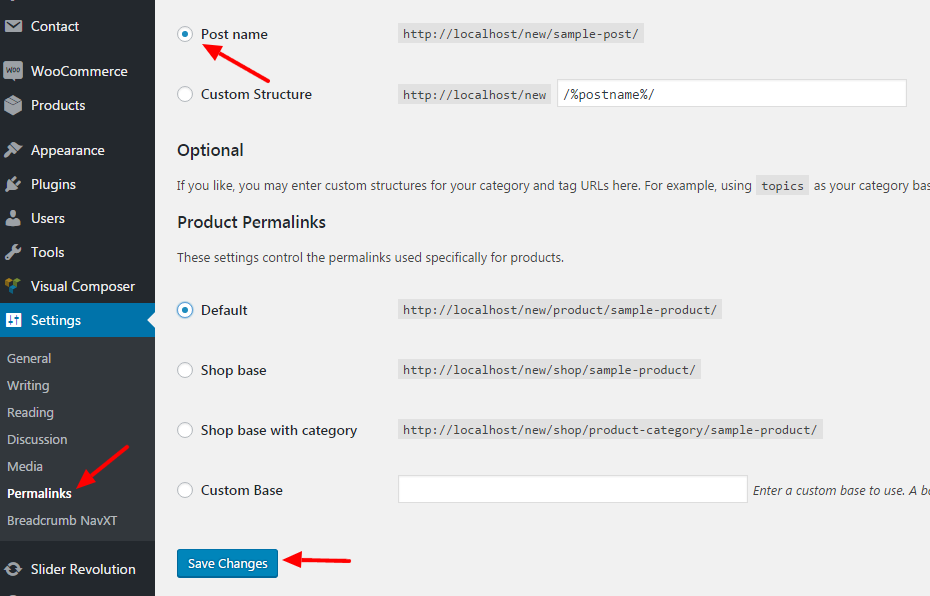 Contact
WooCommerce
Products
Appearance
Plugins
Users
Tools
Visual Composer
Settings
General
Writing
Reading
Discussion
Media
Permalinks
Breadcrumb NavXT
Slider Revolution
Post name http://localhost/new/sample-post/
Custom Structure http://localhost/new /%postname%/
Optional
If you like, you may enter custom structures for your category and tag URLs here. For example, using topics as your category bas
Product Permalinks
These settings control the permalinks used specifically for products.
Default http://localhost/new/product/sample-product/
Shop base http://localhost/new/shop/sample-product/
Shop base with category http://localhost/new/shop/product-category/sample-product/
Custom Base Enter a custom base to use. A ba
Save Changes